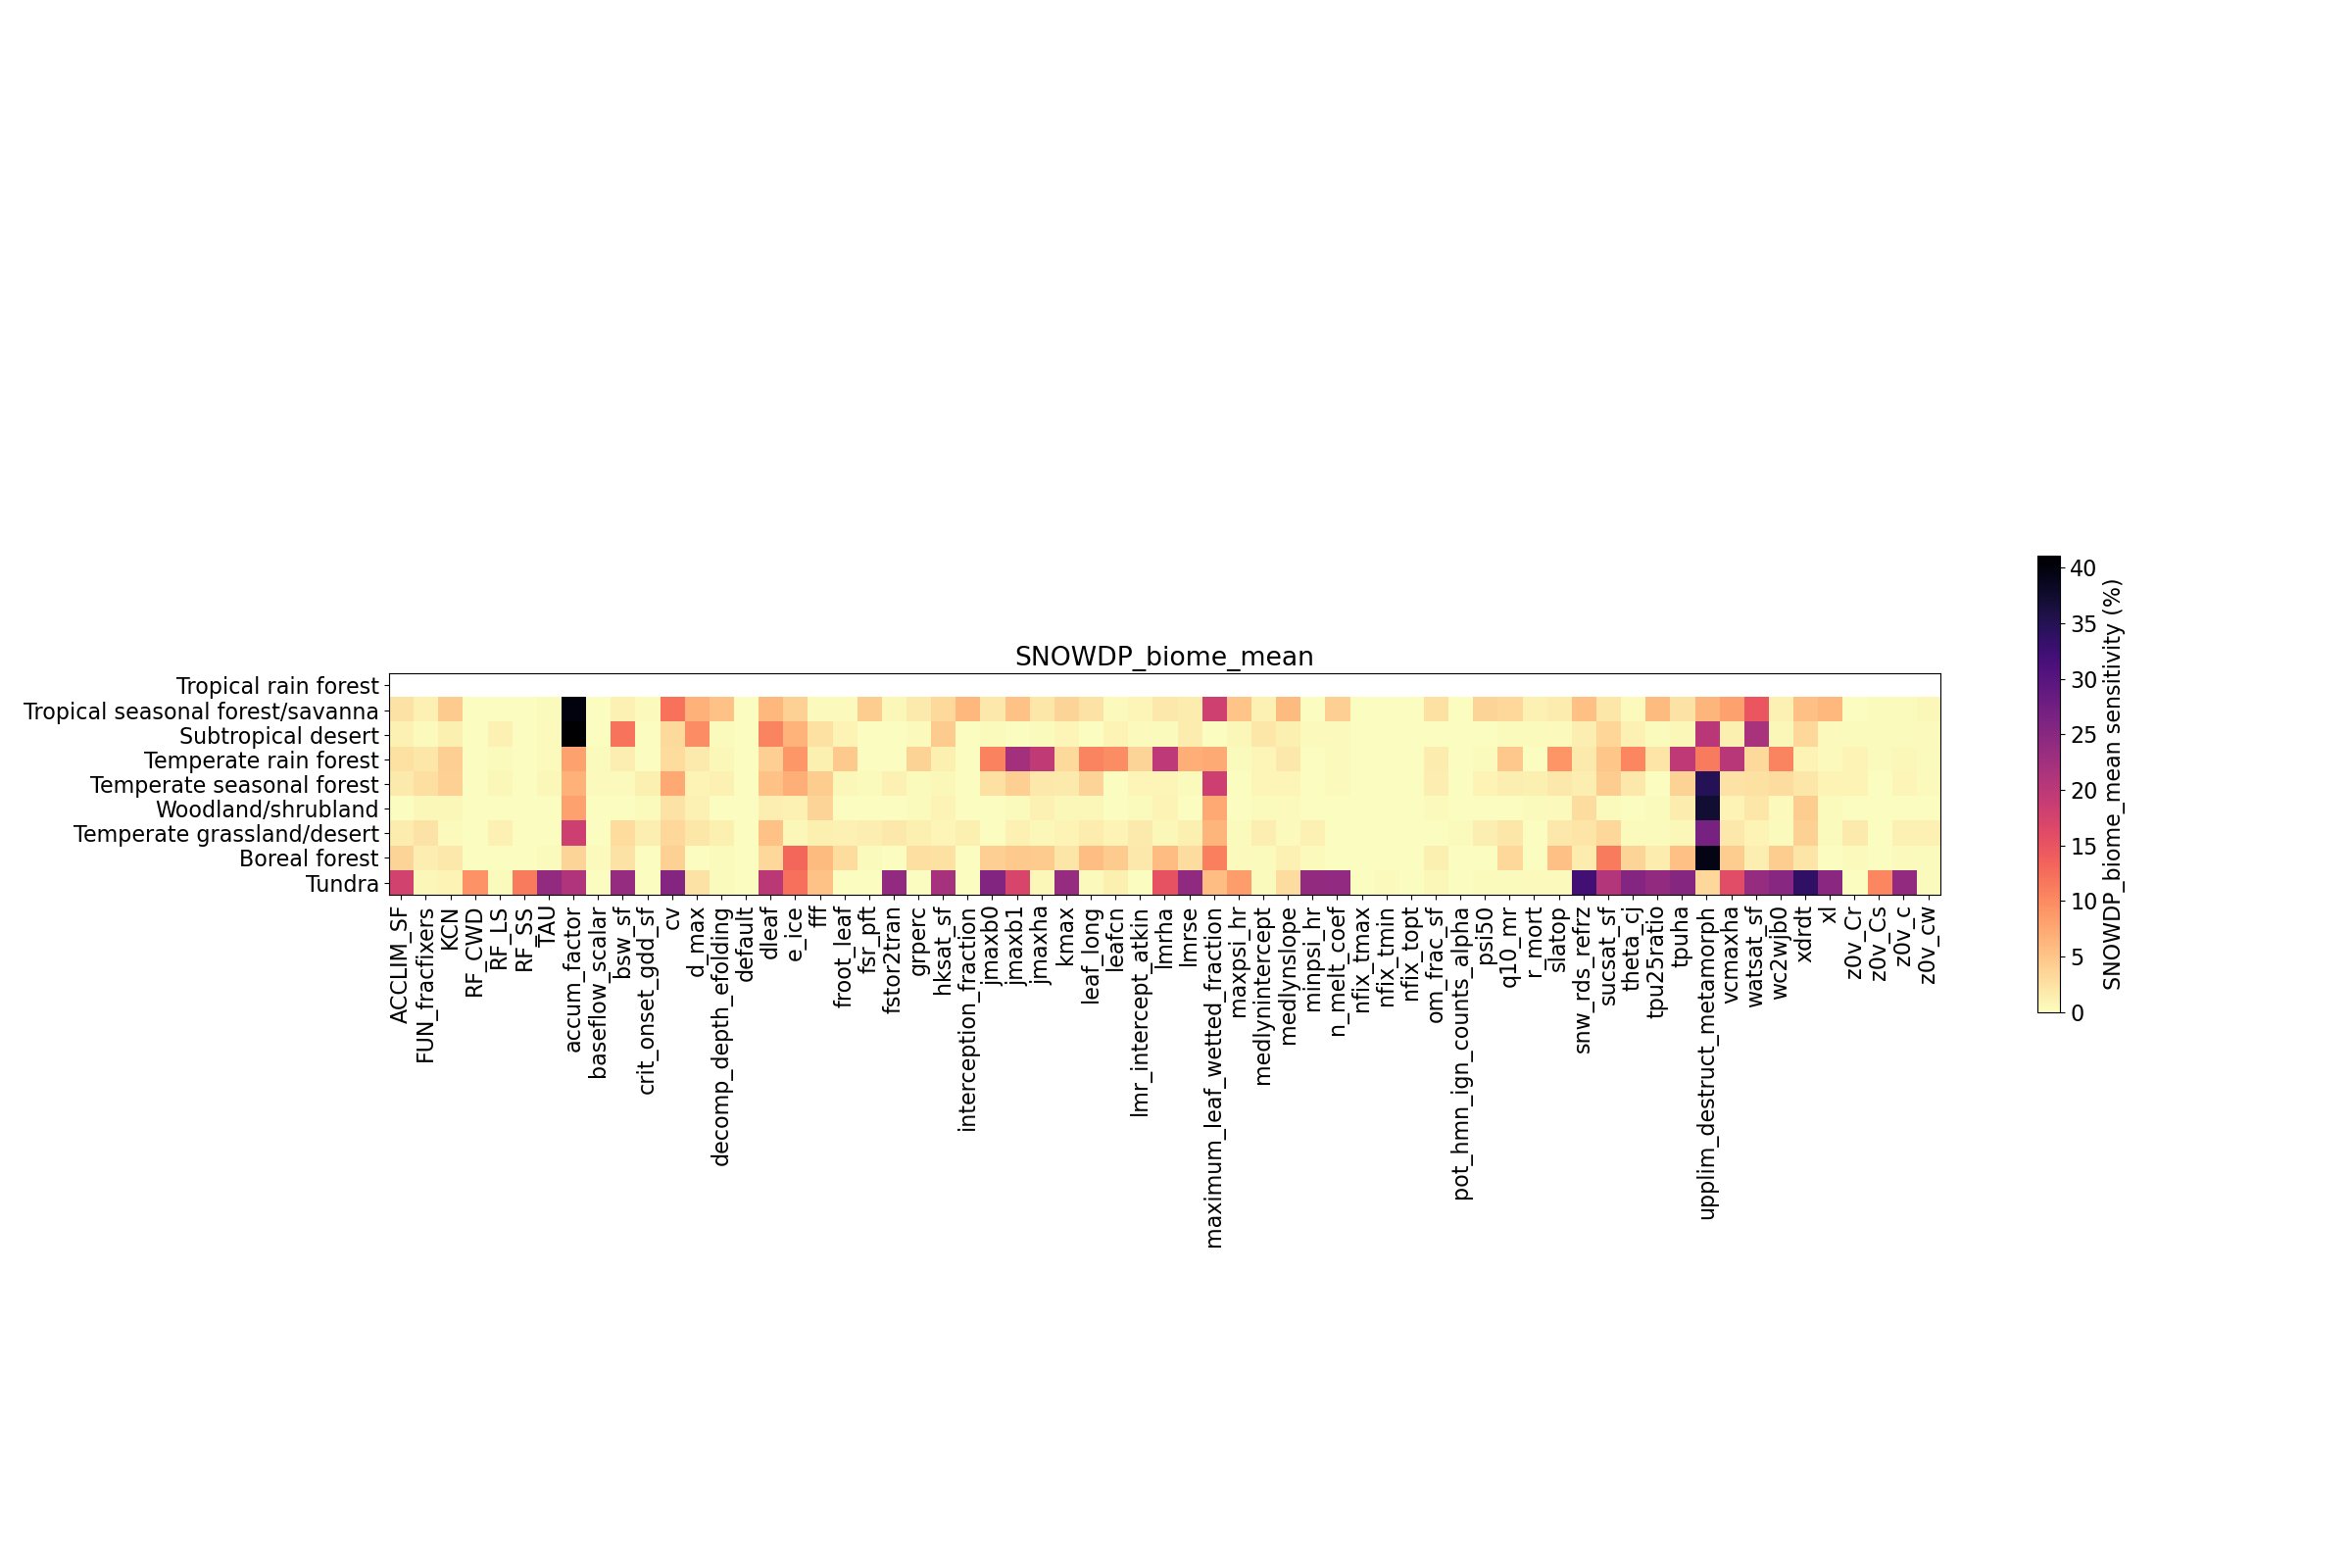 SNOWDP_biome_mean
Tropical rain forest
Tropical seasonal forest/savanna
Subtropical desert
Temperate rain forest
Temperate seasonal forest
Woodland/shrubland
Temperate grassland/desert
Boreal forest
Tundra
ACCLIM_SF
FUN_fracfixers
KCN
RF_CWD
RF_LS
RF_SS
TAU
accum_factor
baseflow_scalar
bsw_sf
crit_onset_gdd_sf
cv
d_max
decomp_depth_efolding
default
dleaf
e_ice
fff
froot_leaf
fsr_pft
fstor2tran
grperc
hksat_sf
interception_fraction
jmaxb0
jmaxb1
jmaxha
kmax
leaf_long
leafcn
lmr_intercept_atkin
lmrha
lmrse
maximum_leaf_wetted_fraction
maxpsi_hr
medlynintercept
medlynslope
minpsi_hr
n_melt_coef
nfix_tmax
nfix_tmin
nfix_topt
om_frac_sf
pot_hmn_ign_counts_alpha
psi50
q10_mr
r_mort
slatop
snw_rds_refrz
sucsat_sf
theta_cj
tpu25ratio
tpuha
upplim_destruct_metamorph
vcmaxha
watsat_sf
wc2wjb0
xdrdt
xl
z0v_Cr
z0v_Cs
z0v_c
z0v_cw
40
35
30
25
20
15
10
5
0
SNOWDP_biome_mean sensitivity (%)